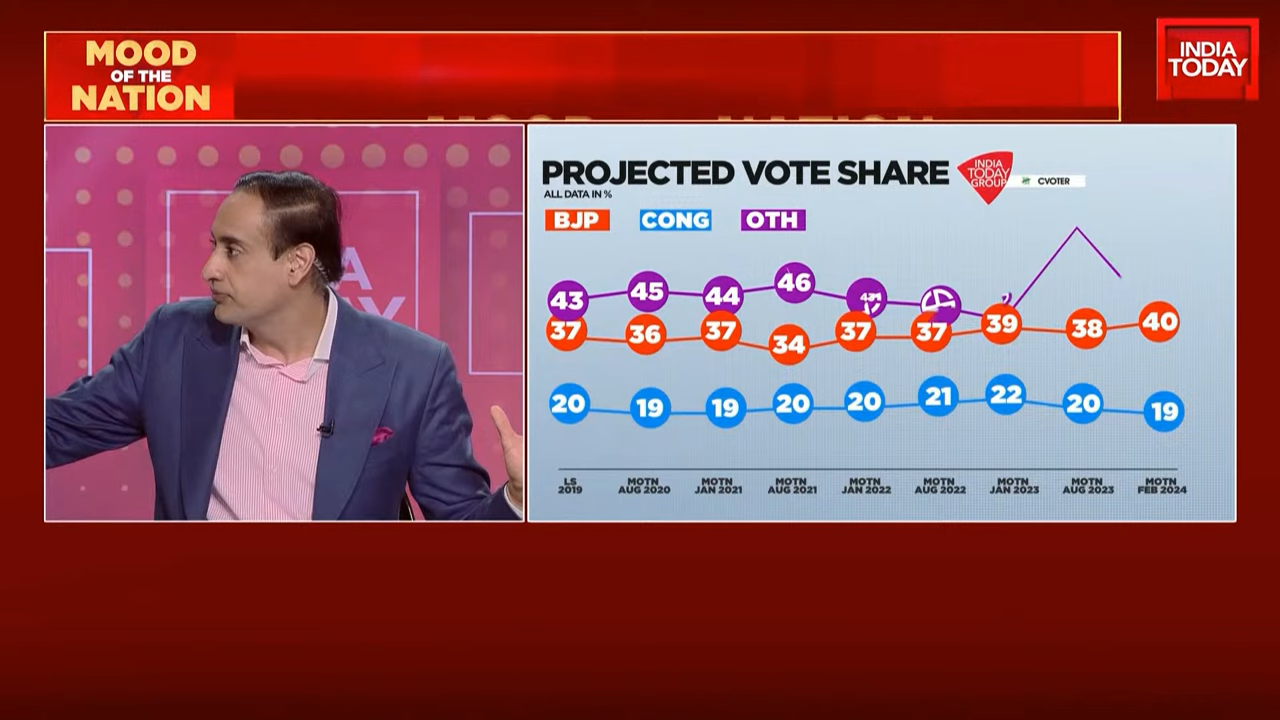 MOOD
OF THE
NATION
INDIA
TODAY
PROJECTED VOTE SHARE
ALL DATA IN %
INDIA
TODAY
GROUP
CVOTER
BJP CONG OTH
43 45 44 46
37 36 37 34 37 37 39 38 40
20 19 19 20 20 21 22 20 19
LS
2019
MOTN
AUG 2020
MOTN
JAN 2021
MOTN
AUG 2021
MOTN
JAN 2022
MOTN
AUG 2022
MOTN
JAN 2023
MOTN
AUG 2023
MOTN
FEB 2024